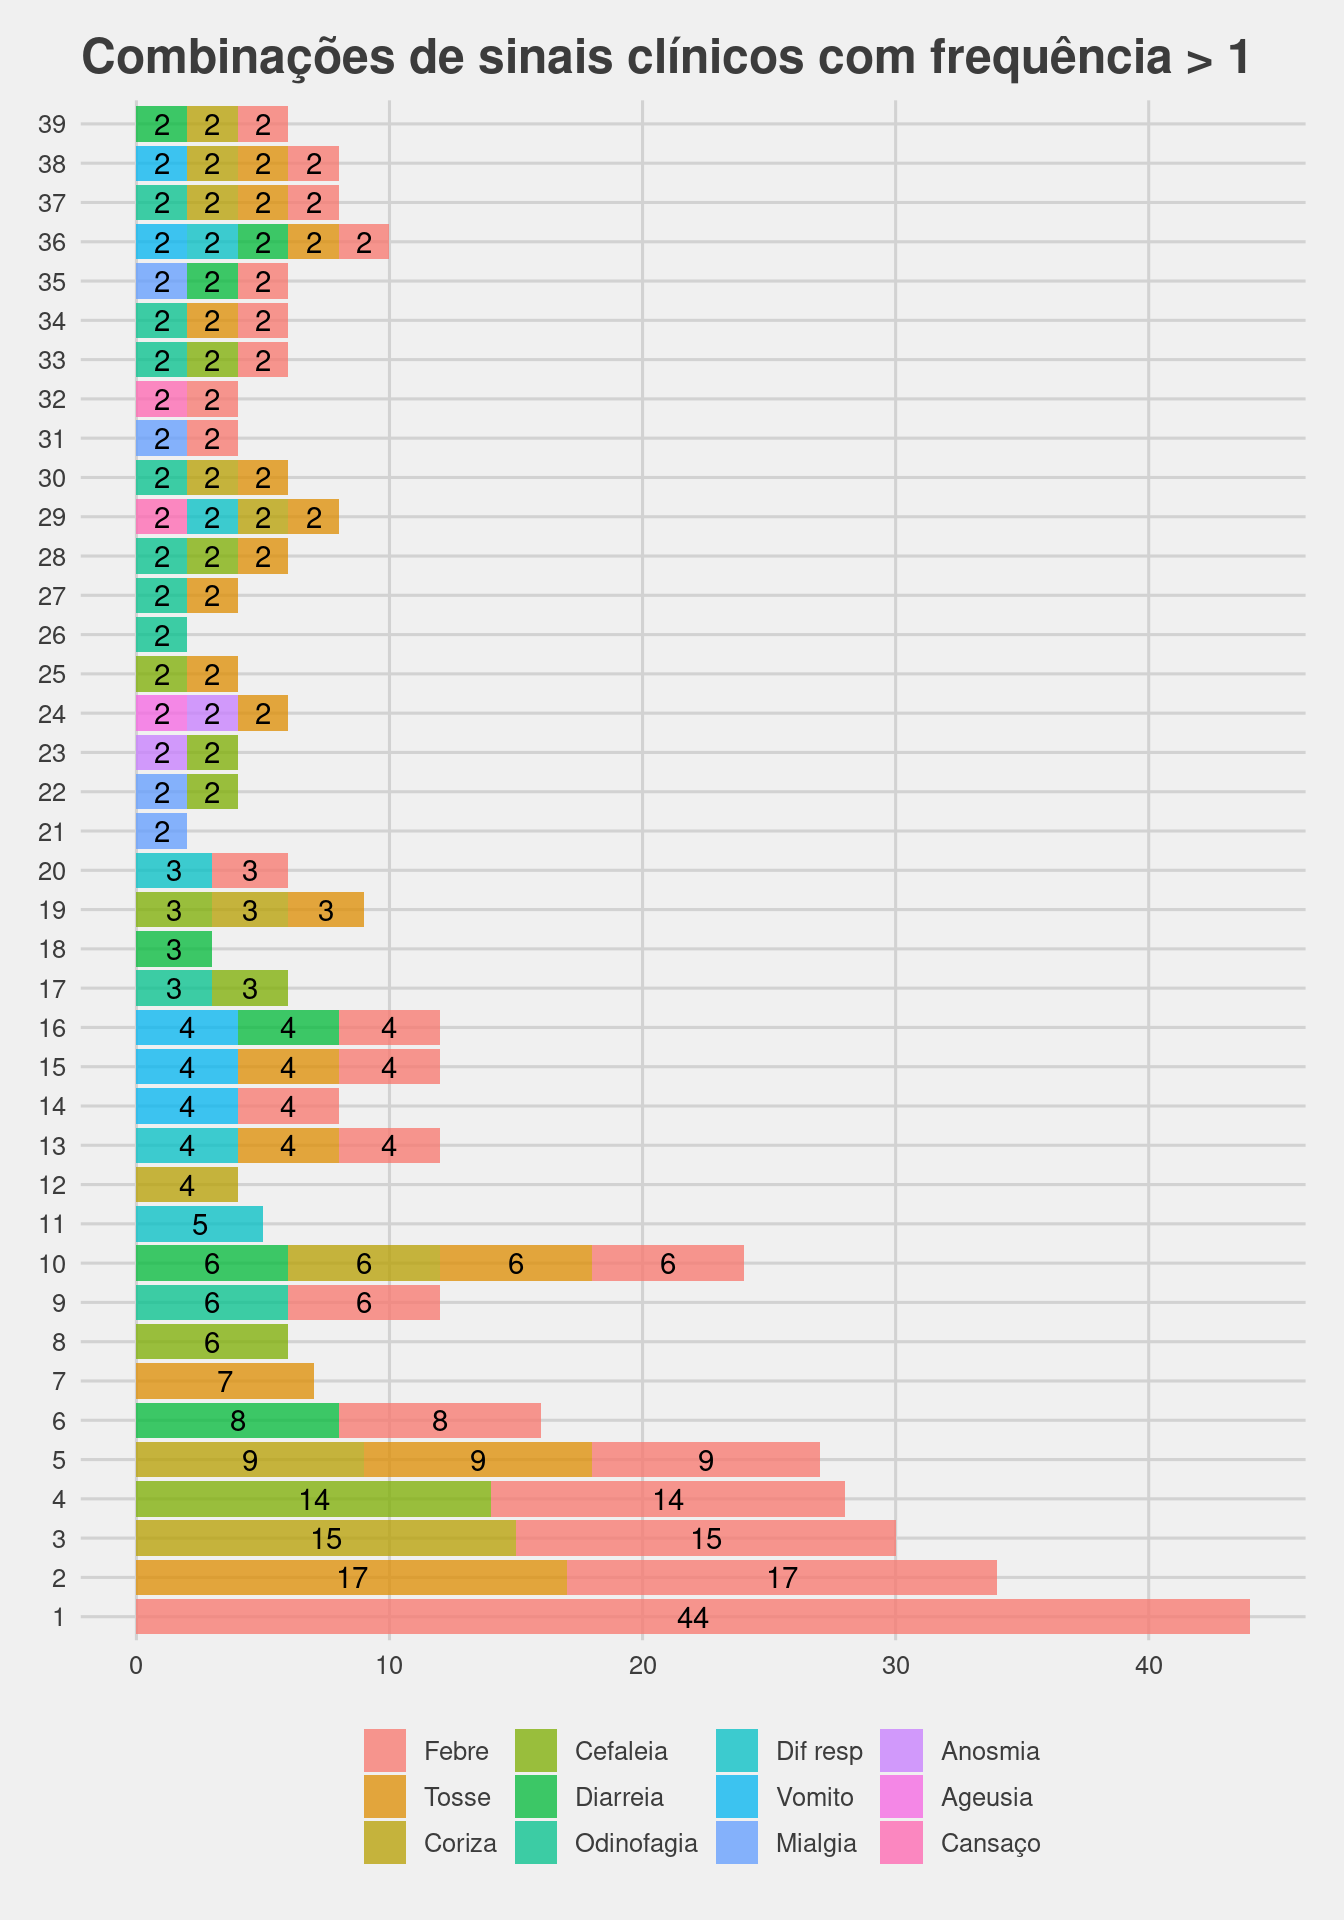 Combinações de sinais clínicos com frequência > 1
39 2 2 2
38 2 2 2 2
37 2 2 2 2
36 2 2 2 2 2
35 2 2 2
34 2 2 2
33 2 2 2
32 2 2
31 2 2
30 2 2 2
29 2 2 2 2
28 2 2 2
27 2 2
26 2
25 2 2
24 2 2 2
23 2 2
22 2 2
21 2
20 3 3
19 3 3 3
18 3
17 3 3
16 4 4 4
15 4 4 4
14 4 4
13 4 4 4
12 4
11 5
10 6 6 6 6
9 6 6
8 6
7 7
6 8 8
5 9 9 9
4 14 14
3 15 15
2 17 17
1 44
0 10 20 30 40
Febre Cefaleia Dif resp Anosmia
Tosse Diarreia Vomito Ageusia
Coriza Odinofagia Mialgia Cansaço